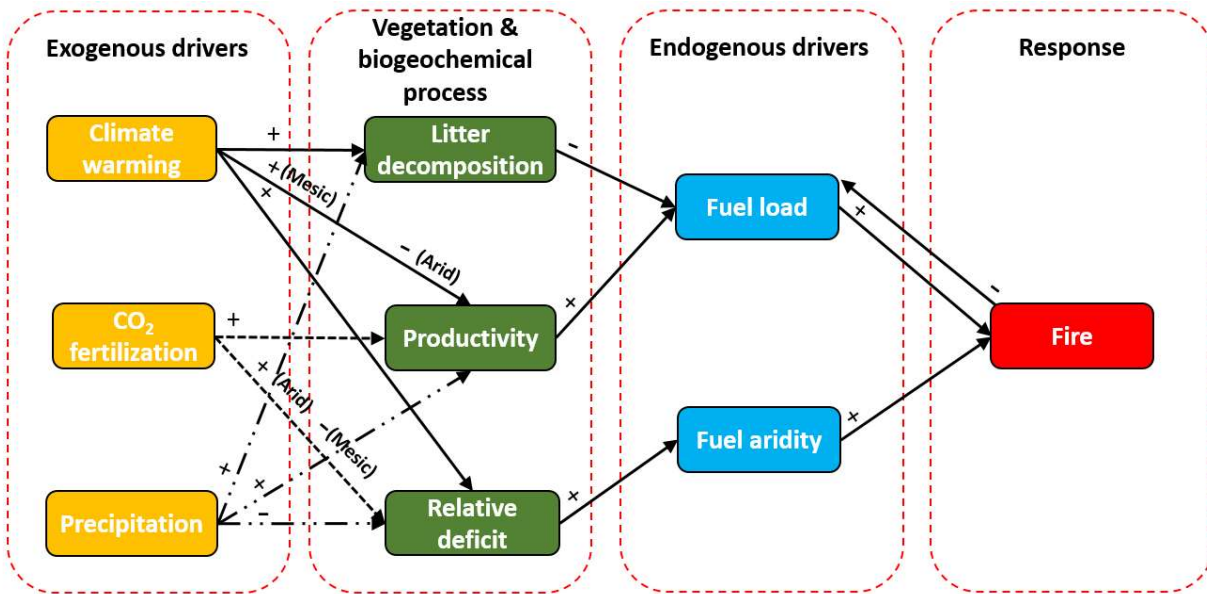 Exogenous drivers
Vegetation &
biogeochemical
process
Endogenous drivers
Response
Climate
warming
+
Litter
decomposition
-
+ (Mesic)
+
- (Arid)
Fuel load
+
-
CO₂
fertilization
+
Productivity
+
Fire
+ (Arid)
- (Mesic)
Fuel aridity
+
Precipitation
+
+
-
Relative
deficit
+